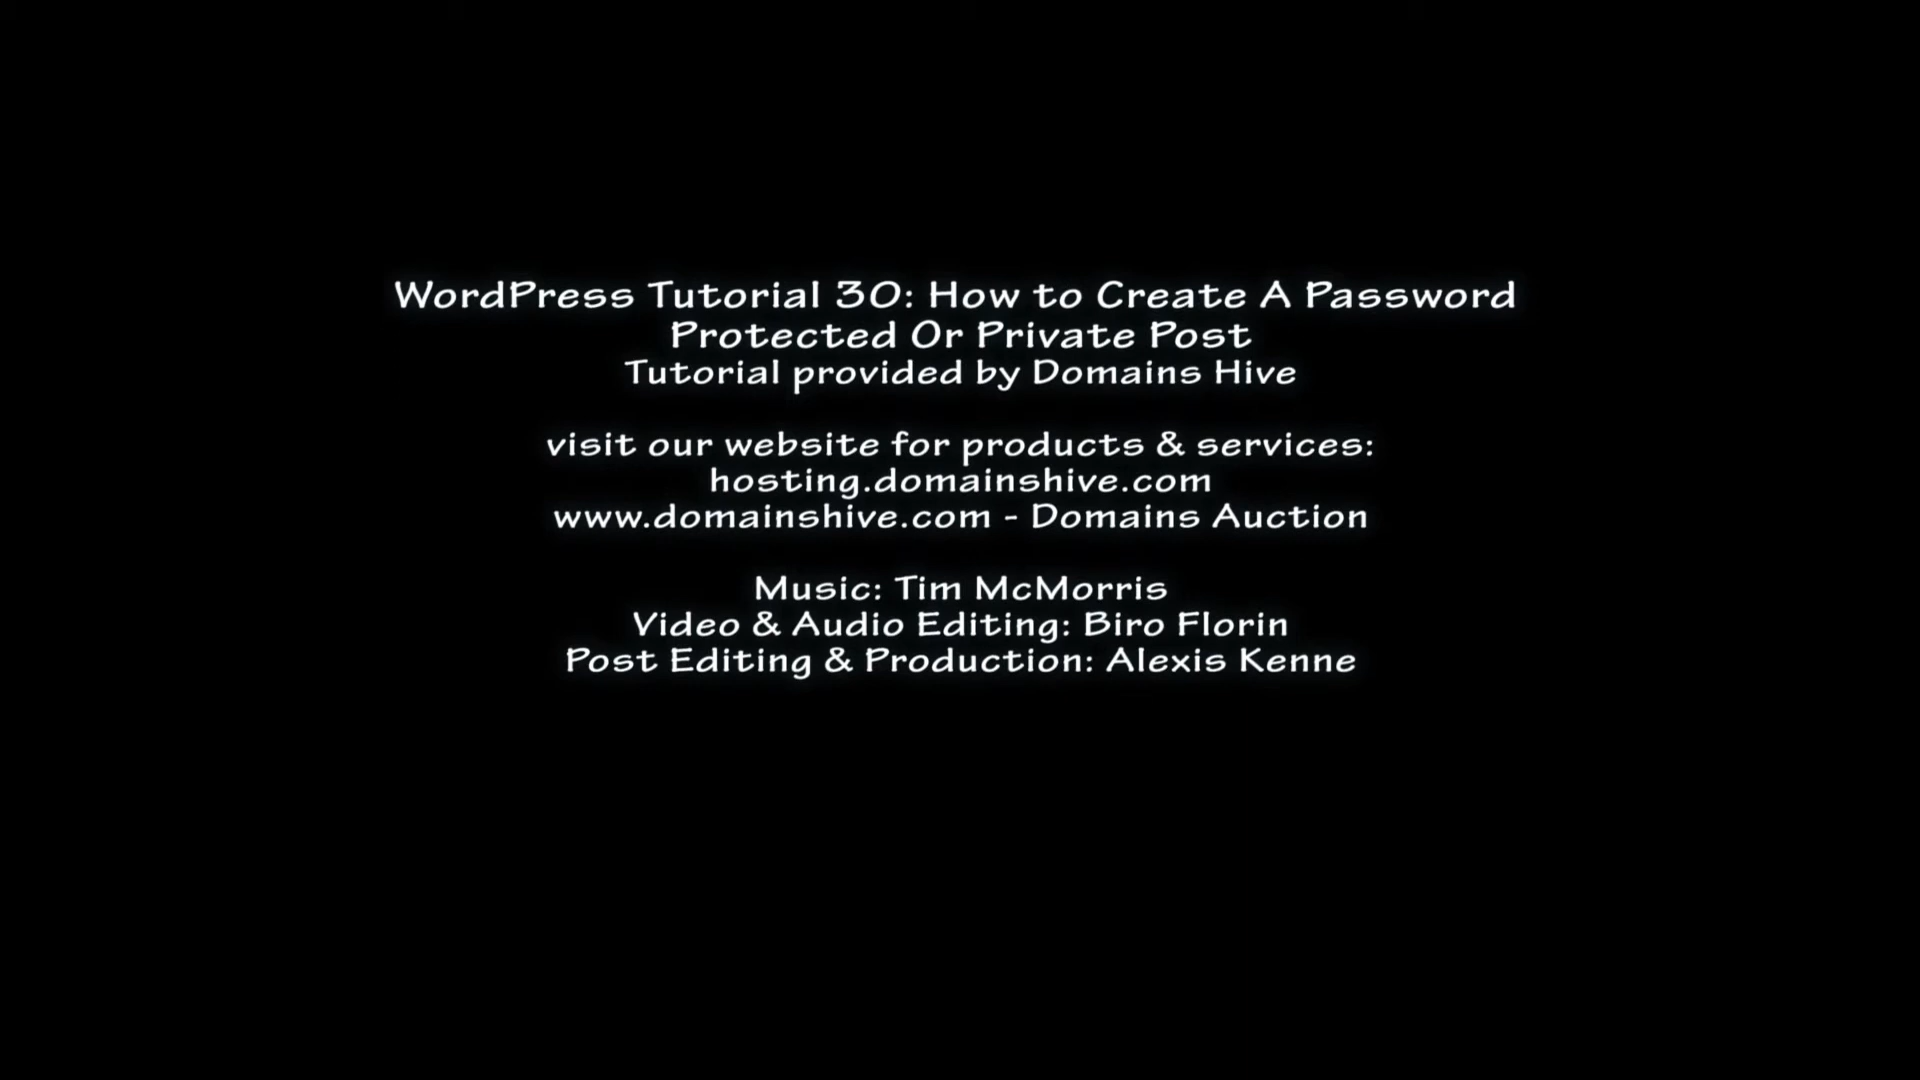 WordPress Tutorial 30: How to Create A Password
Protected Or Private Post
Tutorial provided by Domains Hive
visit our website for products & services:
hosting.domainshive.com
www.domainshive.com - Domains Auction
Music: Tim McMorris
Video & Audio Editing: Biro Florin
Post Editing & Production: Alexis Kenne